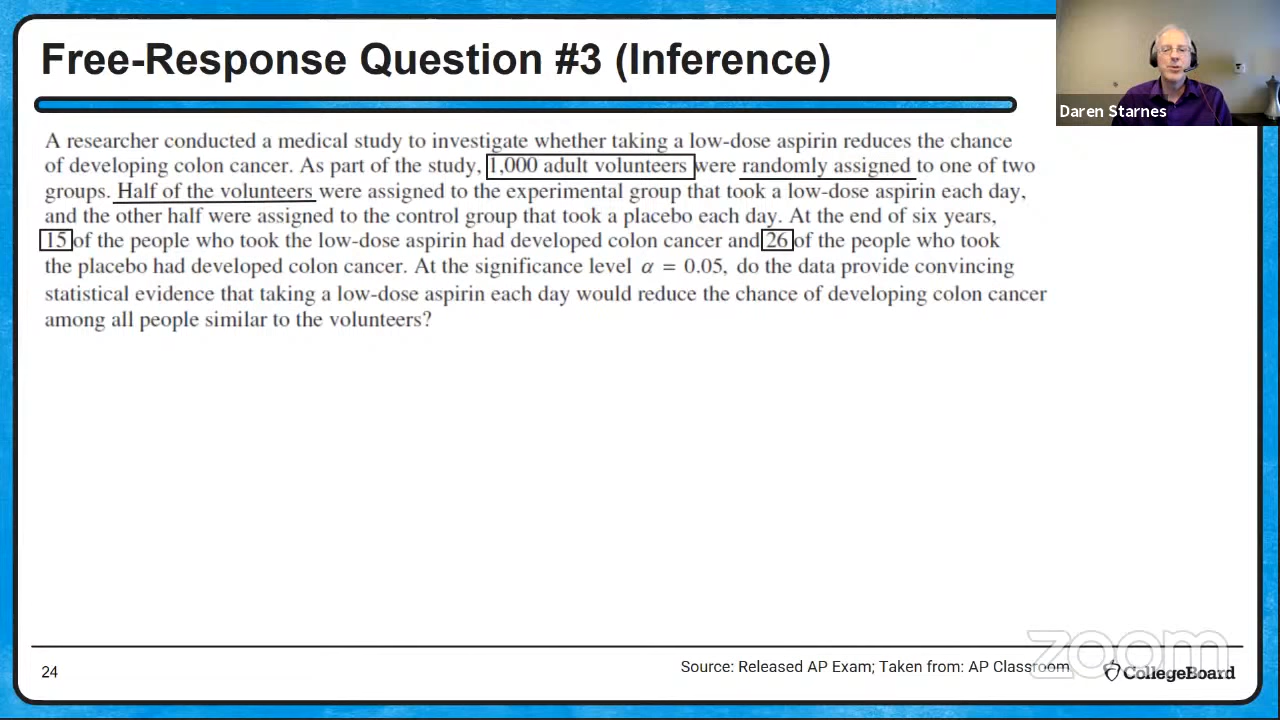 Free-Response Question #3 (Inference)
Daren Starnes
A researcher conducted a medical study to investigate whether taking a low-dose aspirin reduces the chance
of developing colon cancer. As part of the study, 1,000 adult volunteers were randomly assigned to one of two
groups. Half of the volunteers were assigned to the experimental group that took a low-dose aspirin each day,
and the other half were assigned to the control group that took a placebo each day. At the end of six years,
15 of the people who took the low-dose aspirin had developed colon cancer and 26 of the people who took
the placebo had developed colon cancer. At the significance level α = 0.05, do the data provide convincing
statistical evidence that taking a low-dose aspirin each day would reduce the chance of developing colon cancer
among all people similar to the volunteers?
zoom
24
Source: Released AP Exam; Taken from: AP Classroom
CollegeBoard